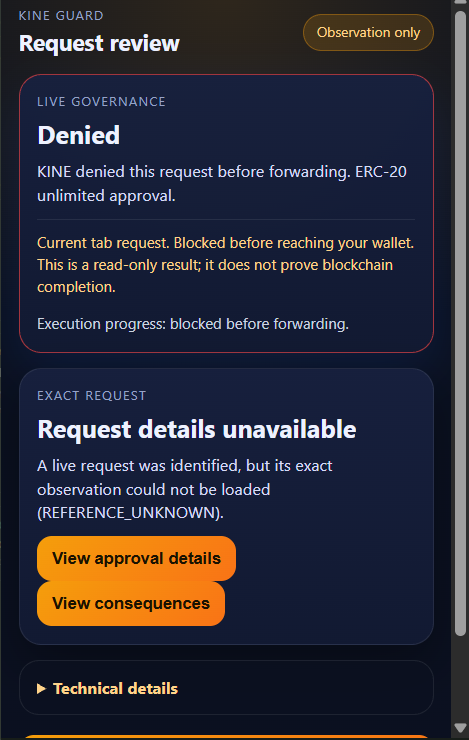 KINE GUARD
Request review
Observation only
LIVE GOVERNANCE
Denied
KINE denied this request before forwarding. ERC-20
unlimited approval.
Current tab request. Blocked before reaching your wallet.
This is a read-only result; it does not prove blockchain
completion.
Execution progress: blocked before forwarding.
EXACT REQUEST
Request details unavailable
A live request was identified, but its exact
observation could not be loaded
(REFERENCE_UNKNOWN).
View approval details
View consequences
Technical details